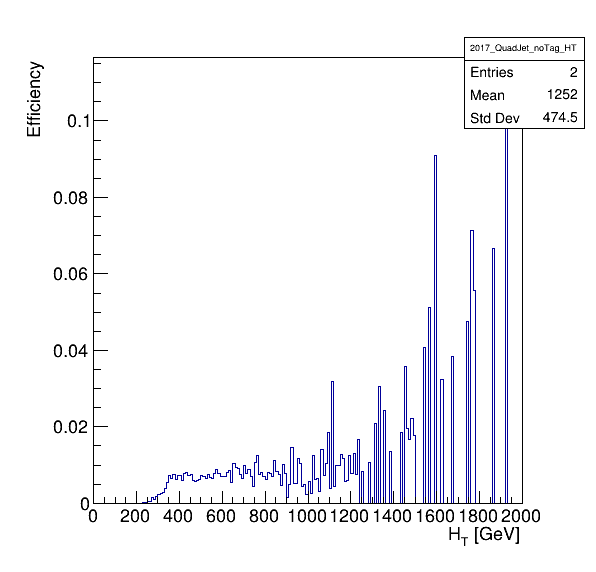 2017_QuadJet_noTag_HT
Entries 2
Mean 1252
Std Dev 474.5
Efficiency
0.1
0.08
0.06
0.04
0.02
0
0 200 400 600 800 1000 1200 1400 1600 1800 2000
H_T [GeV]